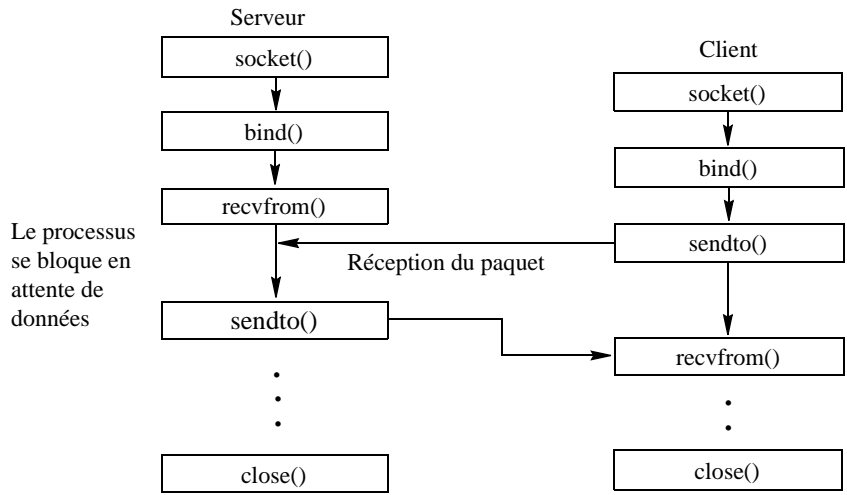 Serveur
socket()
bind()
recvfrom()
Le processus
se bloque en
attente de
données
sendto()
close()
Client
socket()
bind()
sendto()
Réception du paquet
recvfrom()
close()